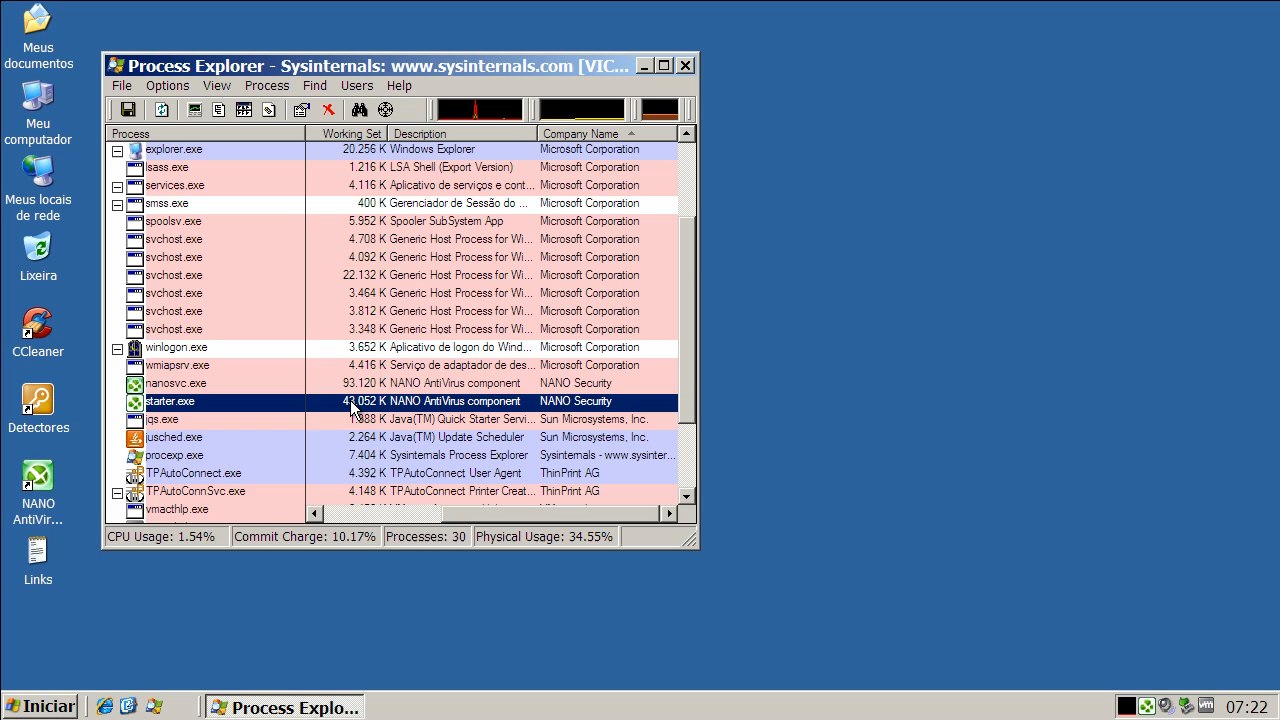 Meus
documentos
Meu
computador
Meus locais
de rede
Lixeira
CCleaner
Detectores
NANO
AntiVir...
Links
Process Explorer - Sysinternals: www.sysinternals.com [VIC...
File Options View Process Find Users Help
Process Working Set Description Company Name
explorer.exe 20.256 K Windows Explorer Microsoft Corporation
lsass.exe 1.216 K LSA Shell (Export Version) Microsoft Corporation
services.exe 4.116 K Aplicativo de serviços e cont... Microsoft Corporation
smss.exe 400 K Gerenciador de Sessão do ... Microsoft Corporation
spoolsv.exe 5.952 K Spooler SubSystem App Microsoft Corporation
svchost.exe 4.708 K Generic Host Process for Wi... Microsoft Corporation
svchost.exe 4.092 K Generic Host Process for Wi... Microsoft Corporation
svchost.exe 22.132 K Generic Host Process for Wi... Microsoft Corporation
svchost.exe 3.464 K Generic Host Process for Wi... Microsoft Corporation
svchost.exe 3.812 K Generic Host Process for Wi... Microsoft Corporation
svchost.exe 3.348 K Generic Host Process for Wi... Microsoft Corporation
winlogon.exe 3.652 K Aplicativo de logon do Wind... Microsoft Corporation
wmiapsrv.exe 4.416 K Serviço de adaptador de des... Microsoft Corporation
nanosvc.exe 93.120 K NANO AntiVirus component NANO Security
starter.exe K NANO AntiVirus component NANO Security
jqs.exe K Java(TM) Quick Starter Servi... Sun Microsystems, Inc.
jusched.exe 2.264 K Java(TM) Update Scheduler Sun Microsystems, Inc.
procexp.exe 7.404 K Sysinternals Process Explorer Sysinternals - www.sysinter...
TPAutoConnect.exe 4.392 K TPAutoConnect User Agent ThinPrint AG
TPAutoConnSvc.exe 4.148 K TPAutoConnect Printer Creat... ThinPrint AG
vmacthlp.exe
CPU Usage: 1.54% Commit Charge: 10.17% Processes: 30 Physical Usage: 34.55%
Iniciar
Process Explo...
vm
07:22